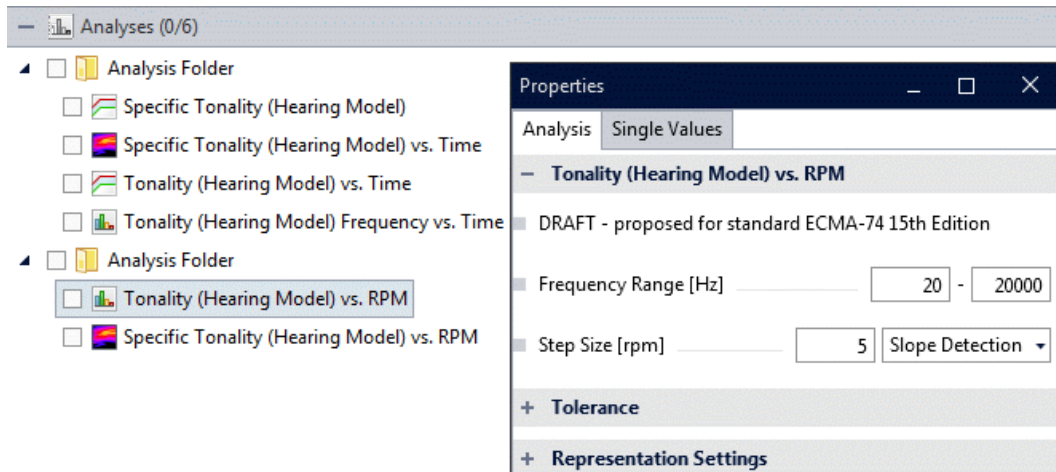 Analyses (0/6)
Analysis Folder
Specific Tonality (Hearing Model)
Specific Tonality (Hearing Model) vs. Time
Tonality (Hearing Model) vs. Time
Tonality (Hearing Model) Frequency vs. Time
Analysis Folder
Tonality (Hearing Model) vs. RPM
Specific Tonality (Hearing Model) vs. RPM
Properties
Analysis Single Values
Tonality (Hearing Model) vs. RPM
DRAFT - proposed for standard ECMA-74 15th Edition
Frequency Range [Hz] 20 - 20000
Step Size [rpm] 5 Slope Detection
Tolerance
Representation Settings